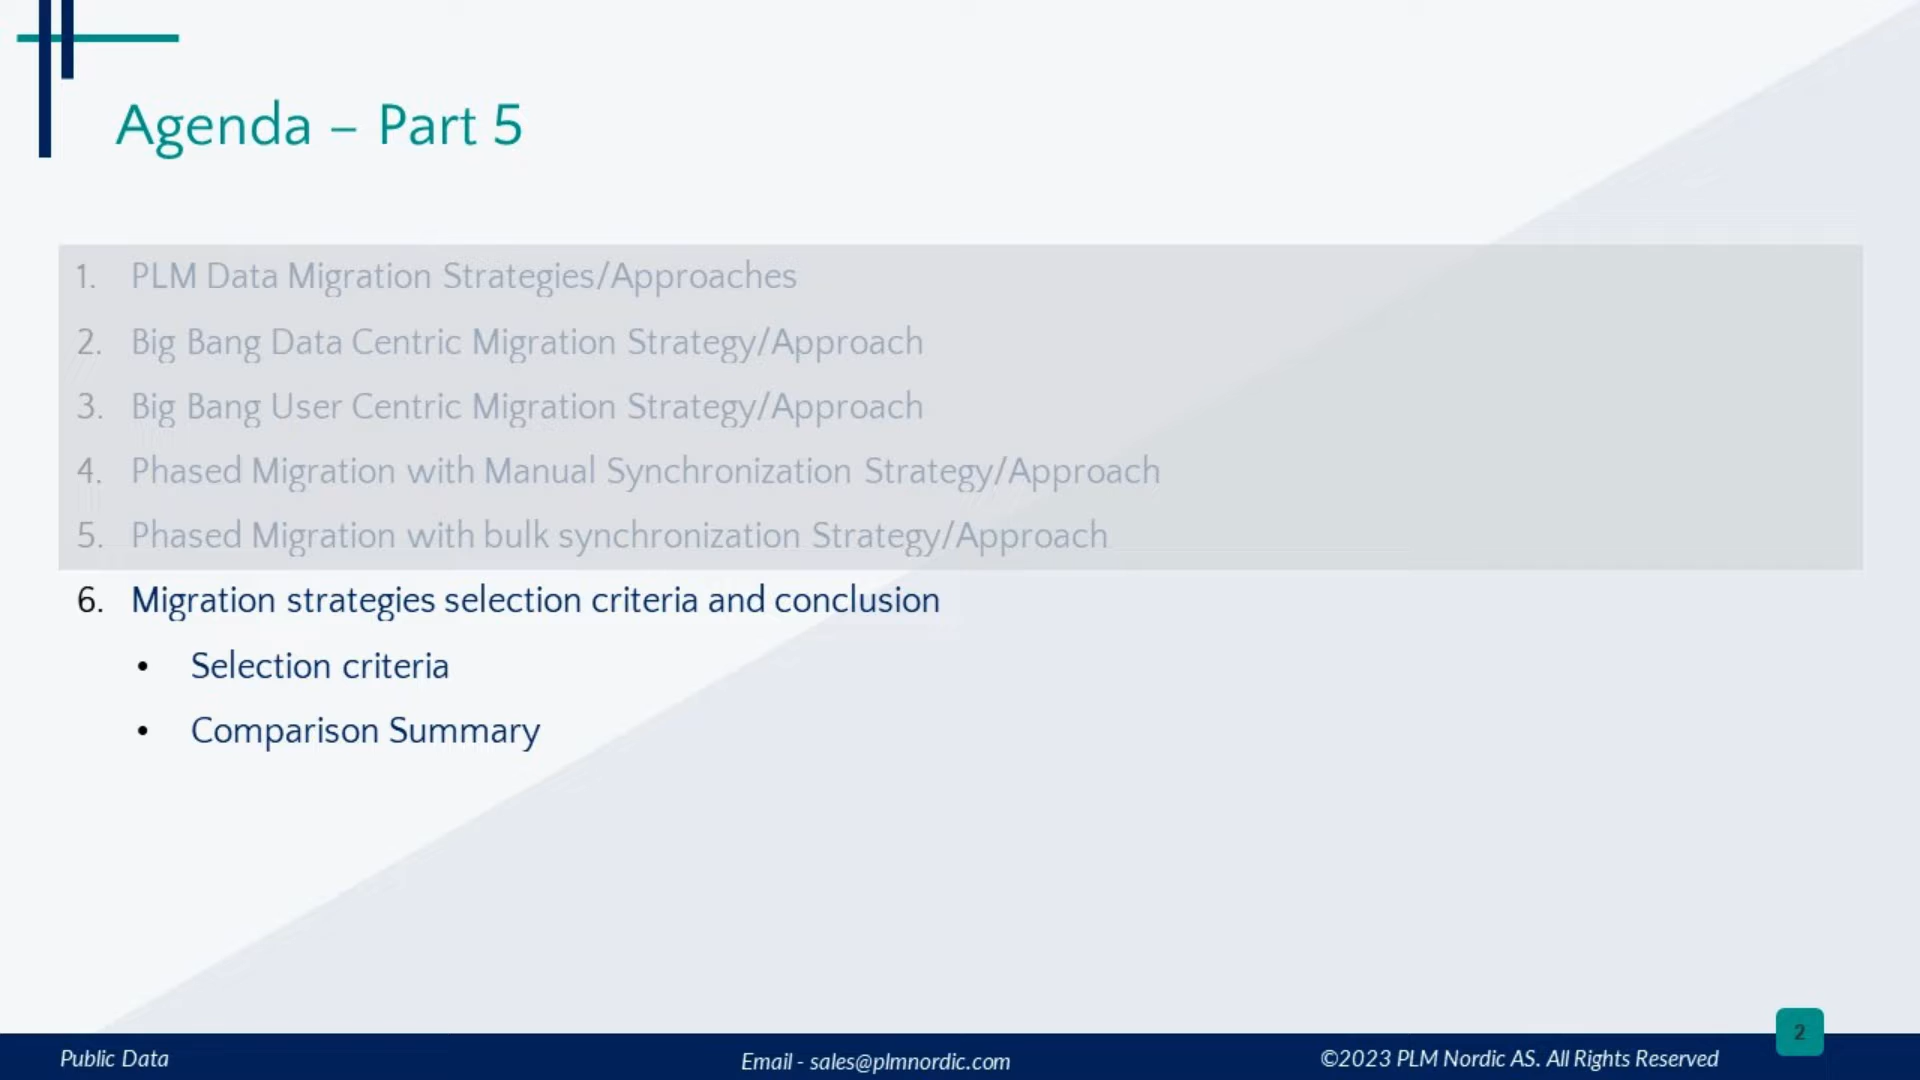 Agenda – Part 5
1. PLM Data Migration Strategies/Approaches
2. Big Bang Data Centric Migration Strategy/Approach
3. Big Bang User Centric Migration Strategy/Approach
4. Phased Migration with Manual Synchronization Strategy/Approach
5. Phased Migration with bulk synchronization Strategy/Approach
6. Migration strategies selection criteria and conclusion
• Selection criteria
• Comparison Summary
2
Public Data
Email - sales@plmnordic.com
©2023 PLM Nordic AS. All Rights Reserved